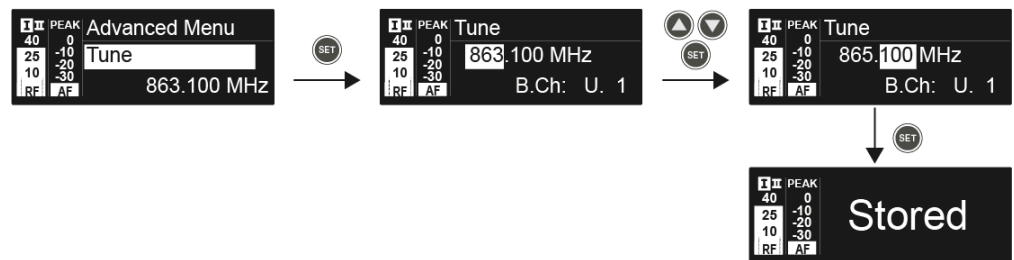 I II PEAK Advanced Menu
40 0
25 -10 Tune
10 -20
-30
RF AF 863.100 MHz
SET
I II PEAK Tune
40 0
25 -10 863.100 MHz
10 -20
-30
RF AF B.Ch: U. 1
SET
I II PEAK Tune
40 0
25 -10 865.100 MHz
10 -20
-30
RF AF B.Ch: U. 1
SET
I II PEAK
40 0
25 -10 Stored
10 -20
-30
RF AF